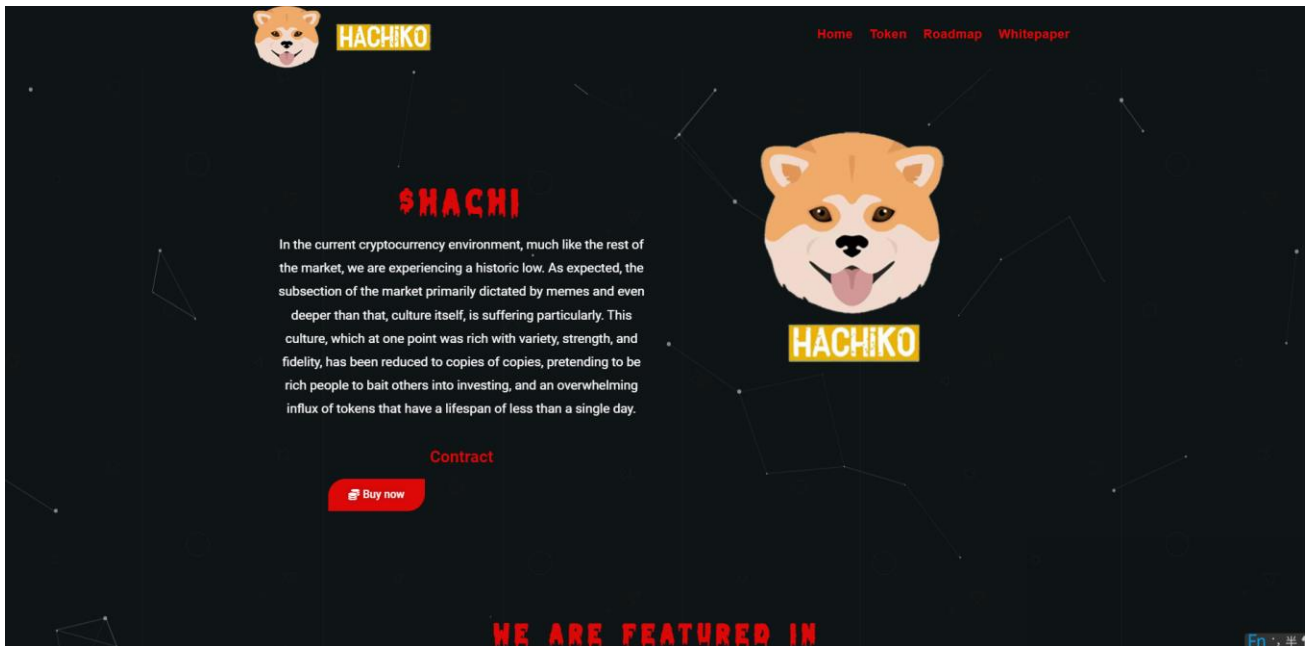 HACHIKO
Home Token Roadmap Whitepaper
$HACHI
In the current cryptocurrency environment, much like the rest of
the market, we are experiencing a historic low. As expected, the
subsection of the market primarily dictated by memes and even
deeper than that, culture itself, is suffering particularly. This
culture, which at one point was rich with variety, strength, and
fidelity, has been reduced to copies of copies, pretending to be
rich people to bait others into investing, and an overwhelming
influx of tokens that have a lifespan of less than a single day.
HACHIKO
Contract
Buy now
WE ARE FEATURED IN
En 半